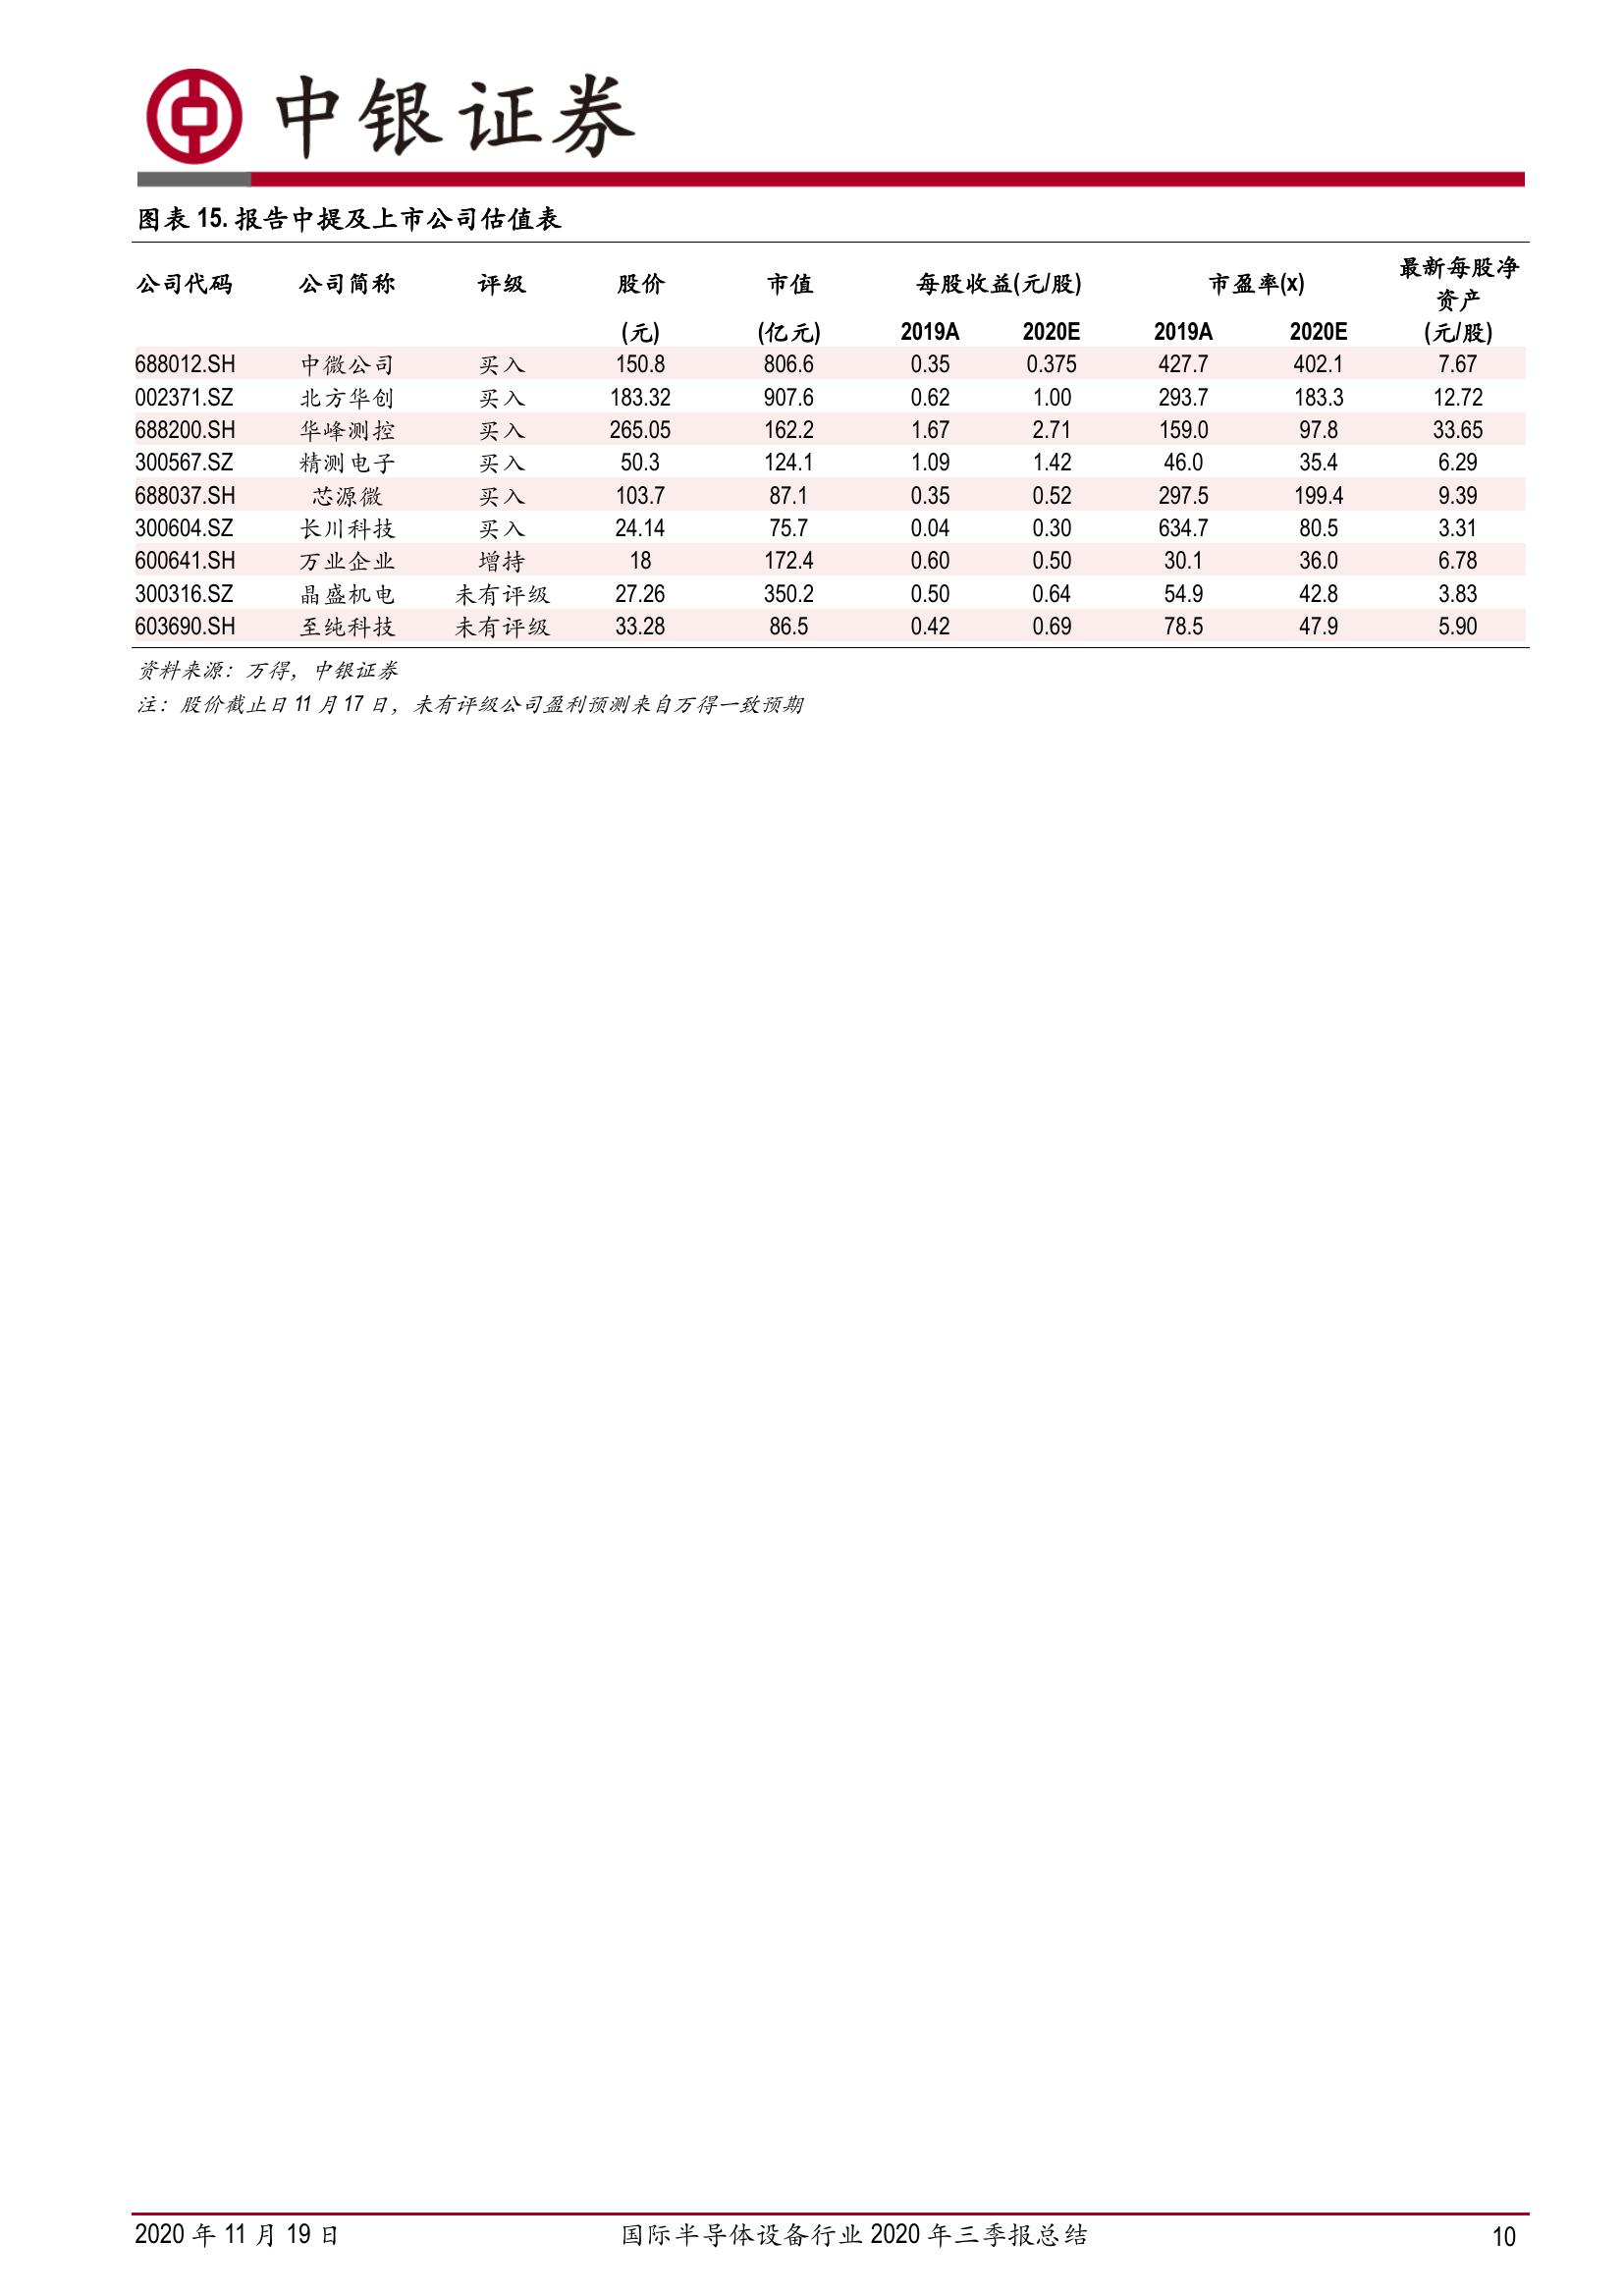 中银证券
图表 15. 报告中提及上市公司估值表
公司代码 公司简称 评级 股价 市值 每股收益(元/股) 市盈率(x) 最新每股净资产
(元) (亿元) 2019A 2020E 2019A 2020E (元/股)
688012.SH 中微公司 买入 150.8 806.6 0.35 0.375 427.7 402.1 7.67
002371.SZ 北方华创 买入 183.32 907.6 0.62 1.00 293.7 183.3 12.72
688200.SH 华峰测控 买入 265.05 162.2 1.67 2.71 159.0 97.8 33.65
300567.SZ 精测电子 买入 50.3 124.1 1.09 1.42 46.0 35.4 6.29
688037.SH 芯源微 买入 103.7 87.1 0.35 0.52 297.5 199.4 9.39
300604.SZ 长川科技 买入 24.14 75.7 0.04 0.30 634.7 80.5 3.31
600641.SH 万业企业 增持 18 172.4 0.60 0.50 30.1 36.0 6.78
300316.SZ 晶盛机电 未有评级 27.26 350.2 0.50 0.64 54.9 42.8 3.83
603690.SH 至纯科技 未有评级 33.28 86.5 0.42 0.69 78.5 47.9 5.90
资料来源：万得，中银证券
注：股价截止日 11 月 17 日，未有评级公司盈利预测来自万得一致预期
2020 年 11 月 19 日 国际半导体设备行业 2020 年三季报总结 10